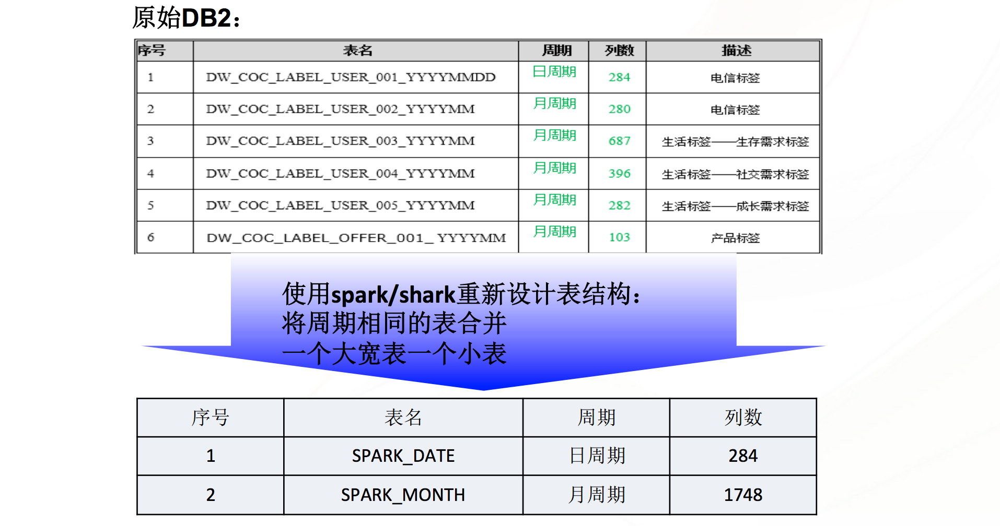 原始DB2：
序号 表名 周期 列数 描述
1 DW_COC_LABEL_USER_001_YYYYMMDD 日周期 284 电信标签
2 DW_COC_LABEL_USER_002_YYYYMM 月周期 280 电信标签
3 DW_COC_LABEL_USER_003_YYYYMM 月周期 687 生活标签——生存需求标签
4 DW_COC_LABEL_USER_004_YYYYMM 月周期 396 生活标签——社交需求标签
5 DW_COC_LABEL_USER_005_YYYYMM 月周期 282 生活标签——成长需求标签
6 DW_COC_LABEL_OFFER_001_ YYYYMM 月周期 103 产品标签
使用spark/shark重新设计表结构：
将周期相同的表合并
一个大宽表一个小表
序号 表名 周期 列数
1 SPARK_DATE 日周期 284
2 SPARK_MONTH 月周期 1748